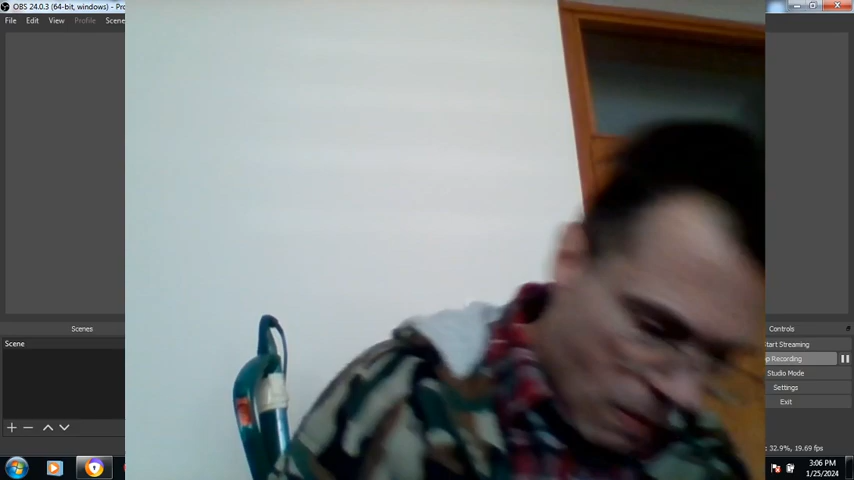 OBS 24.0.3 (64-bit, windows) - Pro
File Edit View Profile Scene
Scenes
Scene
Controls
Start Streaming
p Recording
Studio Mode
Settings
Exit
: 32.9%, 19.69 fps
3:06 PM
1/25/2024